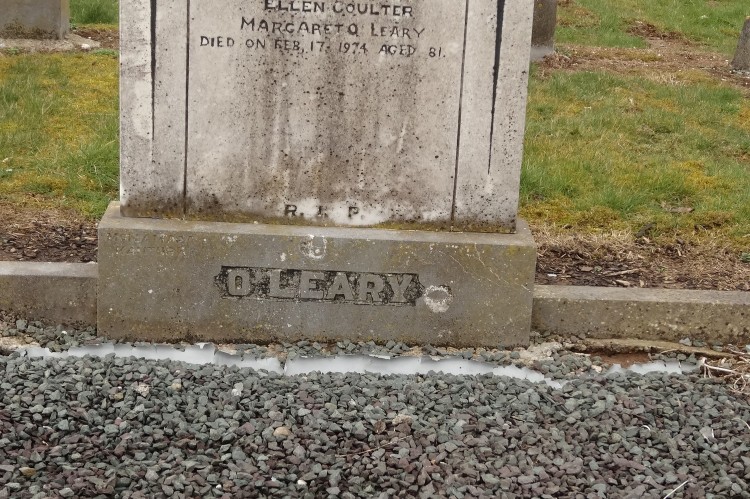 ELLEN COULTER
MARGARET O LEARY
DIED ON FEB. 17. 1974 AGED 81.
R. I. P.
O'LEARY